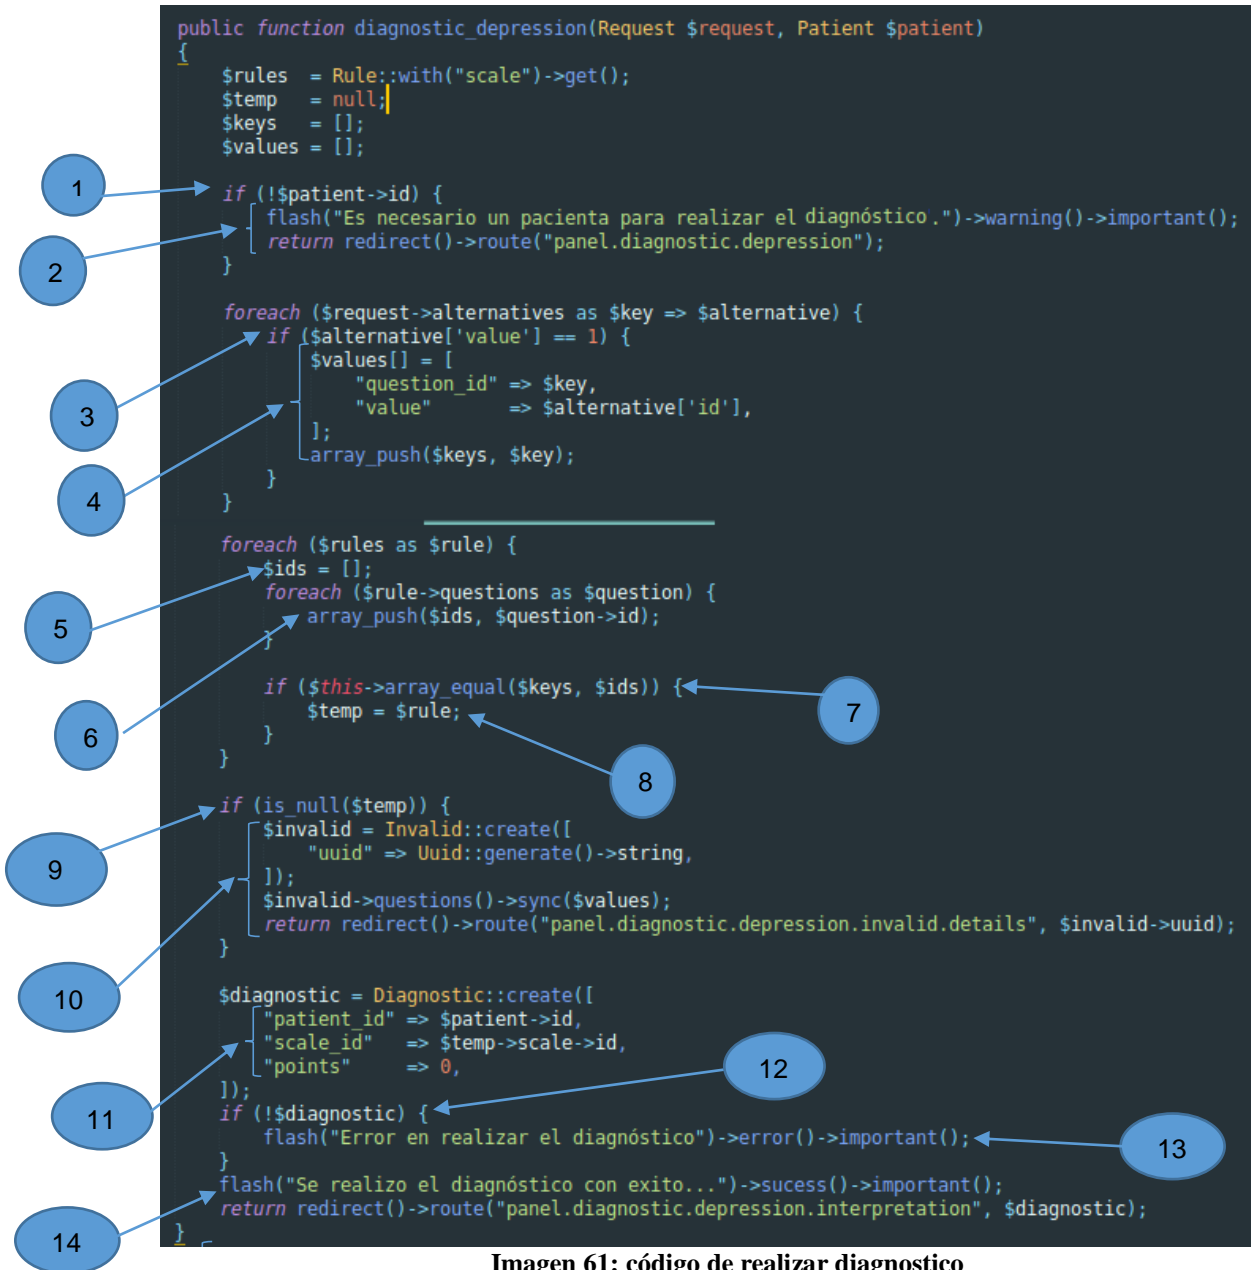 public function diagnostic_depression(Request $request, Patient $patient)
{
    $rules  = Rule::with("scale")->get();
    $temp   = null;
    $keys   = [];
    $values = [];
1
    if (!$patient->id) {
        flash("Es necesario un pacienta para realizar el diagnóstico.")->warning()->important();
2
        return redirect()->route("panel.diagnostic.depression");
    }
    foreach ($request->alternatives as $key => $alternative) {
        if ($alternative['value'] == 1) {
            $values[] = [
                "question_id" => $key,
3
                "value"       => $alternative['id'],
            ];
            array_push($keys, $key);
        }
4
    }
    foreach ($rules as $rule) {
        $ids = [];
        foreach ($rule->questions as $question) {
            array_push($ids, $question->id);
5
        }
        if ($this->array_equal($keys, $ids)) {
7
            $temp = $rule;
6
        }
    }
8
    if (is_null($temp)) {
        $invalid = Invalid::create([
            "uuid" => Uuid::generate()->string,
9
        ]);
        $invalid->questions()->sync($values);
        return redirect()->route("panel.diagnostic.depression.invalid.details", $invalid->uuid);
    }
10
    $diagnostic = Diagnostic::create([
        "patient_id" => $patient->id,
        "scale_id"   => $temp->scale->id,
        "points"     => 0,
12
    ]);
11
    if (!$diagnostic) {
        flash("Error en realizar el diagnóstico")->error()->important();
13
    }
    flash("Se realizo el diagnóstico con exito...")->sucess()->important();
    return redirect()->route("panel.diagnostic.depression.interpretation", $diagnostic);
14
}
Imagen 61: código de realizar diagnostico